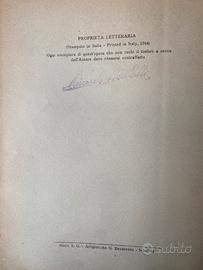 PROPRIETÀ LETTERARIA
(Stampato in Italia - Printed in Italy, 1944)
Ogni esemplare di quest'opera che non rechi il timbro a secco
dell'Autore deve ritenersi contraffatto
subito